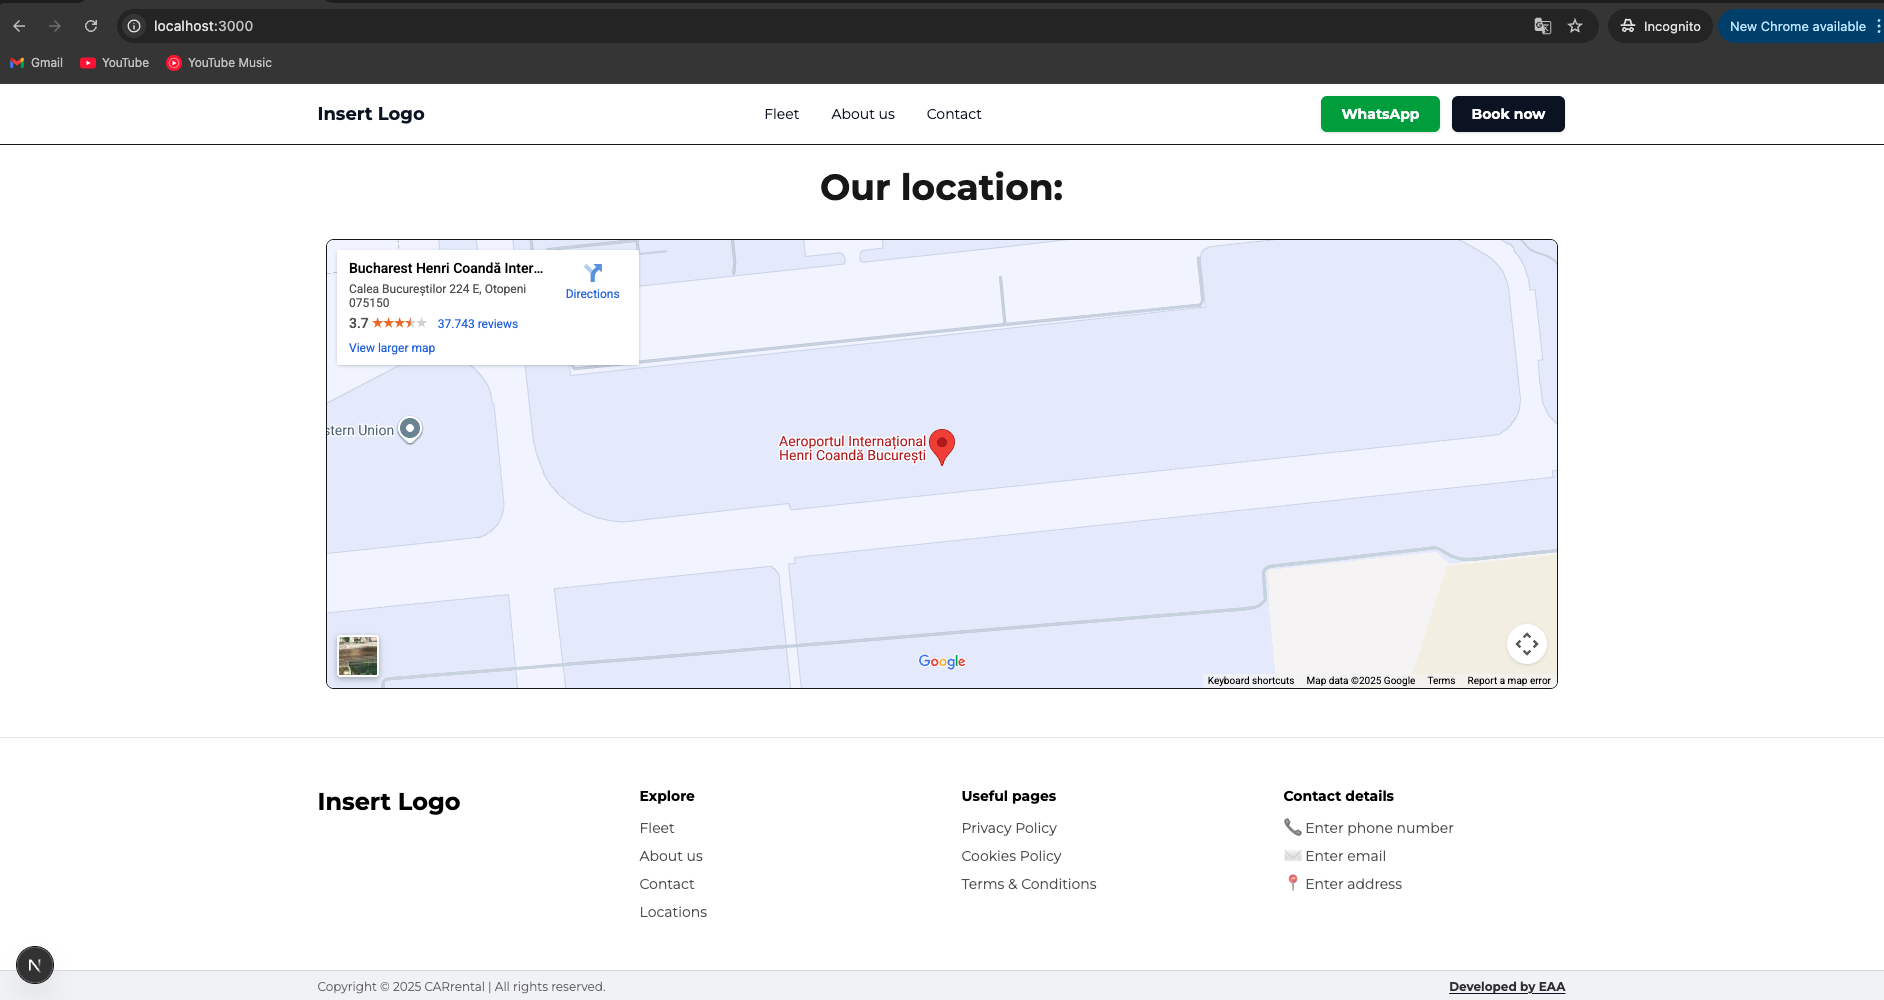 localhost:3000
Incognito
New Chrome available
Gmail
YouTube
YouTube Music
Insert Logo
Fleet
About us
Contact
WhatsApp
Book now
Our location:
Bucharest Henri Coandă Inter...
Calea Bucureștilor 224 E, Otopeni
075150
Directions
3.7
37.743 reviews
View larger map
stern Union
Aeroportul Internațional
Henri Coandă București
Google
Keyboard shortcuts
Map data ©2025 Google
Terms
Report a map error
Insert Logo
Explore
Fleet
About us
Contact
Locations
Useful pages
Privacy Policy
Cookies Policy
Terms & Conditions
Contact details
Enter phone number
Enter email
Enter address
N
Copyright © 2025 CARrental | All rights reserved.
Developed by EAA